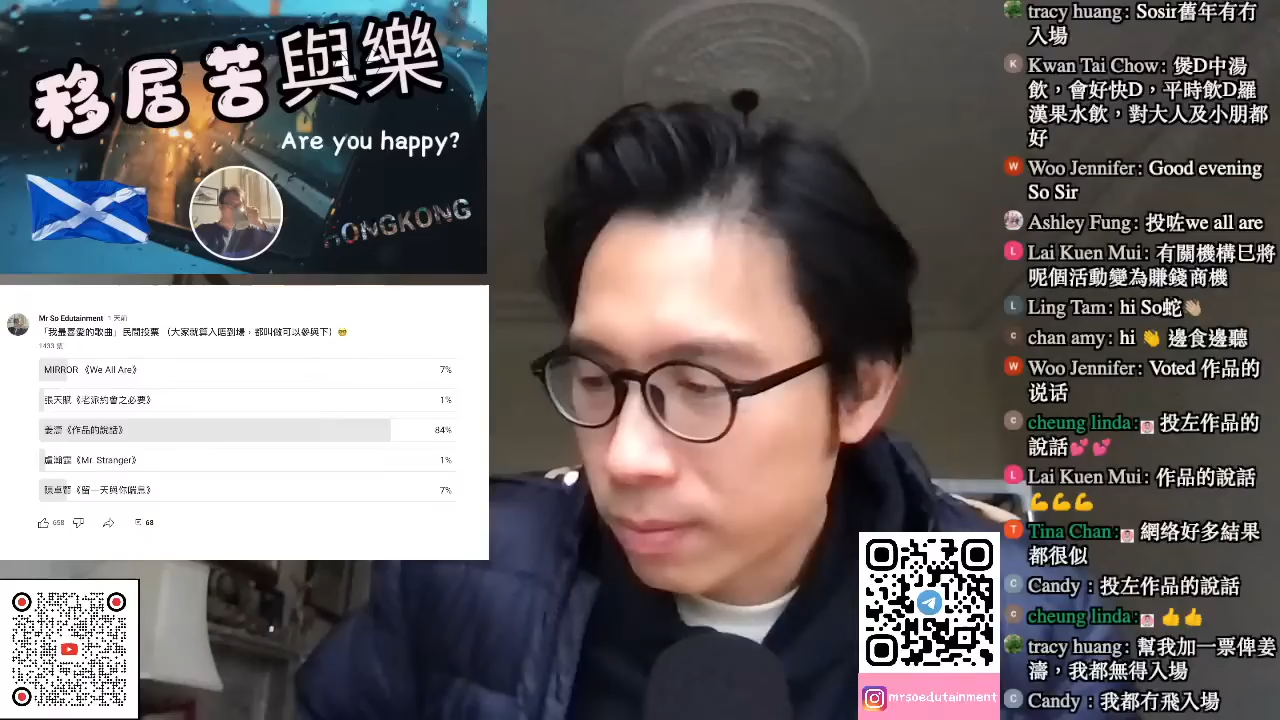 移居苦與樂
Are you happy?
HONGKONG
Mr So Edutainment 1 天前
「我最喜愛的歌曲」民間投票 (大家就算入唔到場，都叫做可以參與下) 🤓
1433 票
MIRROR 《We All Are》 7%
張天賦《老派約會之必要》 1%
姜濤《作品的說話》 84%
盧瀚霆《Mr. Stranger》 1%
陳卓賢《留一天與你喘息》 7%
658 68
mrsoedutainment
tracy huang: Sosir舊年有冇
入場
Kwan Tai Chow: 煲D中湯
飲，會好快D，平時飲D羅
漢果水飲，對大人及小朋都
好
Woo Jennifer: Good evening
So Sir
Ashley Fung: 投咗we all are
Lai Kuen Mui: 有關機構已將
呢個活動變為賺錢商機
Ling Tam: hi So蛇👋🏼
chan amy: hi 👋 邊食邊聽
Woo Jennifer: Voted 作品的
说话
cheung linda: 投左作品的
說話💕💕
Lai Kuen Mui: 作品的說話
💪💪💪
Tina Chan: 網络好多結果
都很似
Candy : 投左作品的說話
cheung linda: 👍👍
tracy huang: 幫我加一票俾姜
濤，我都無得入場
Candy : 我都冇飛入場